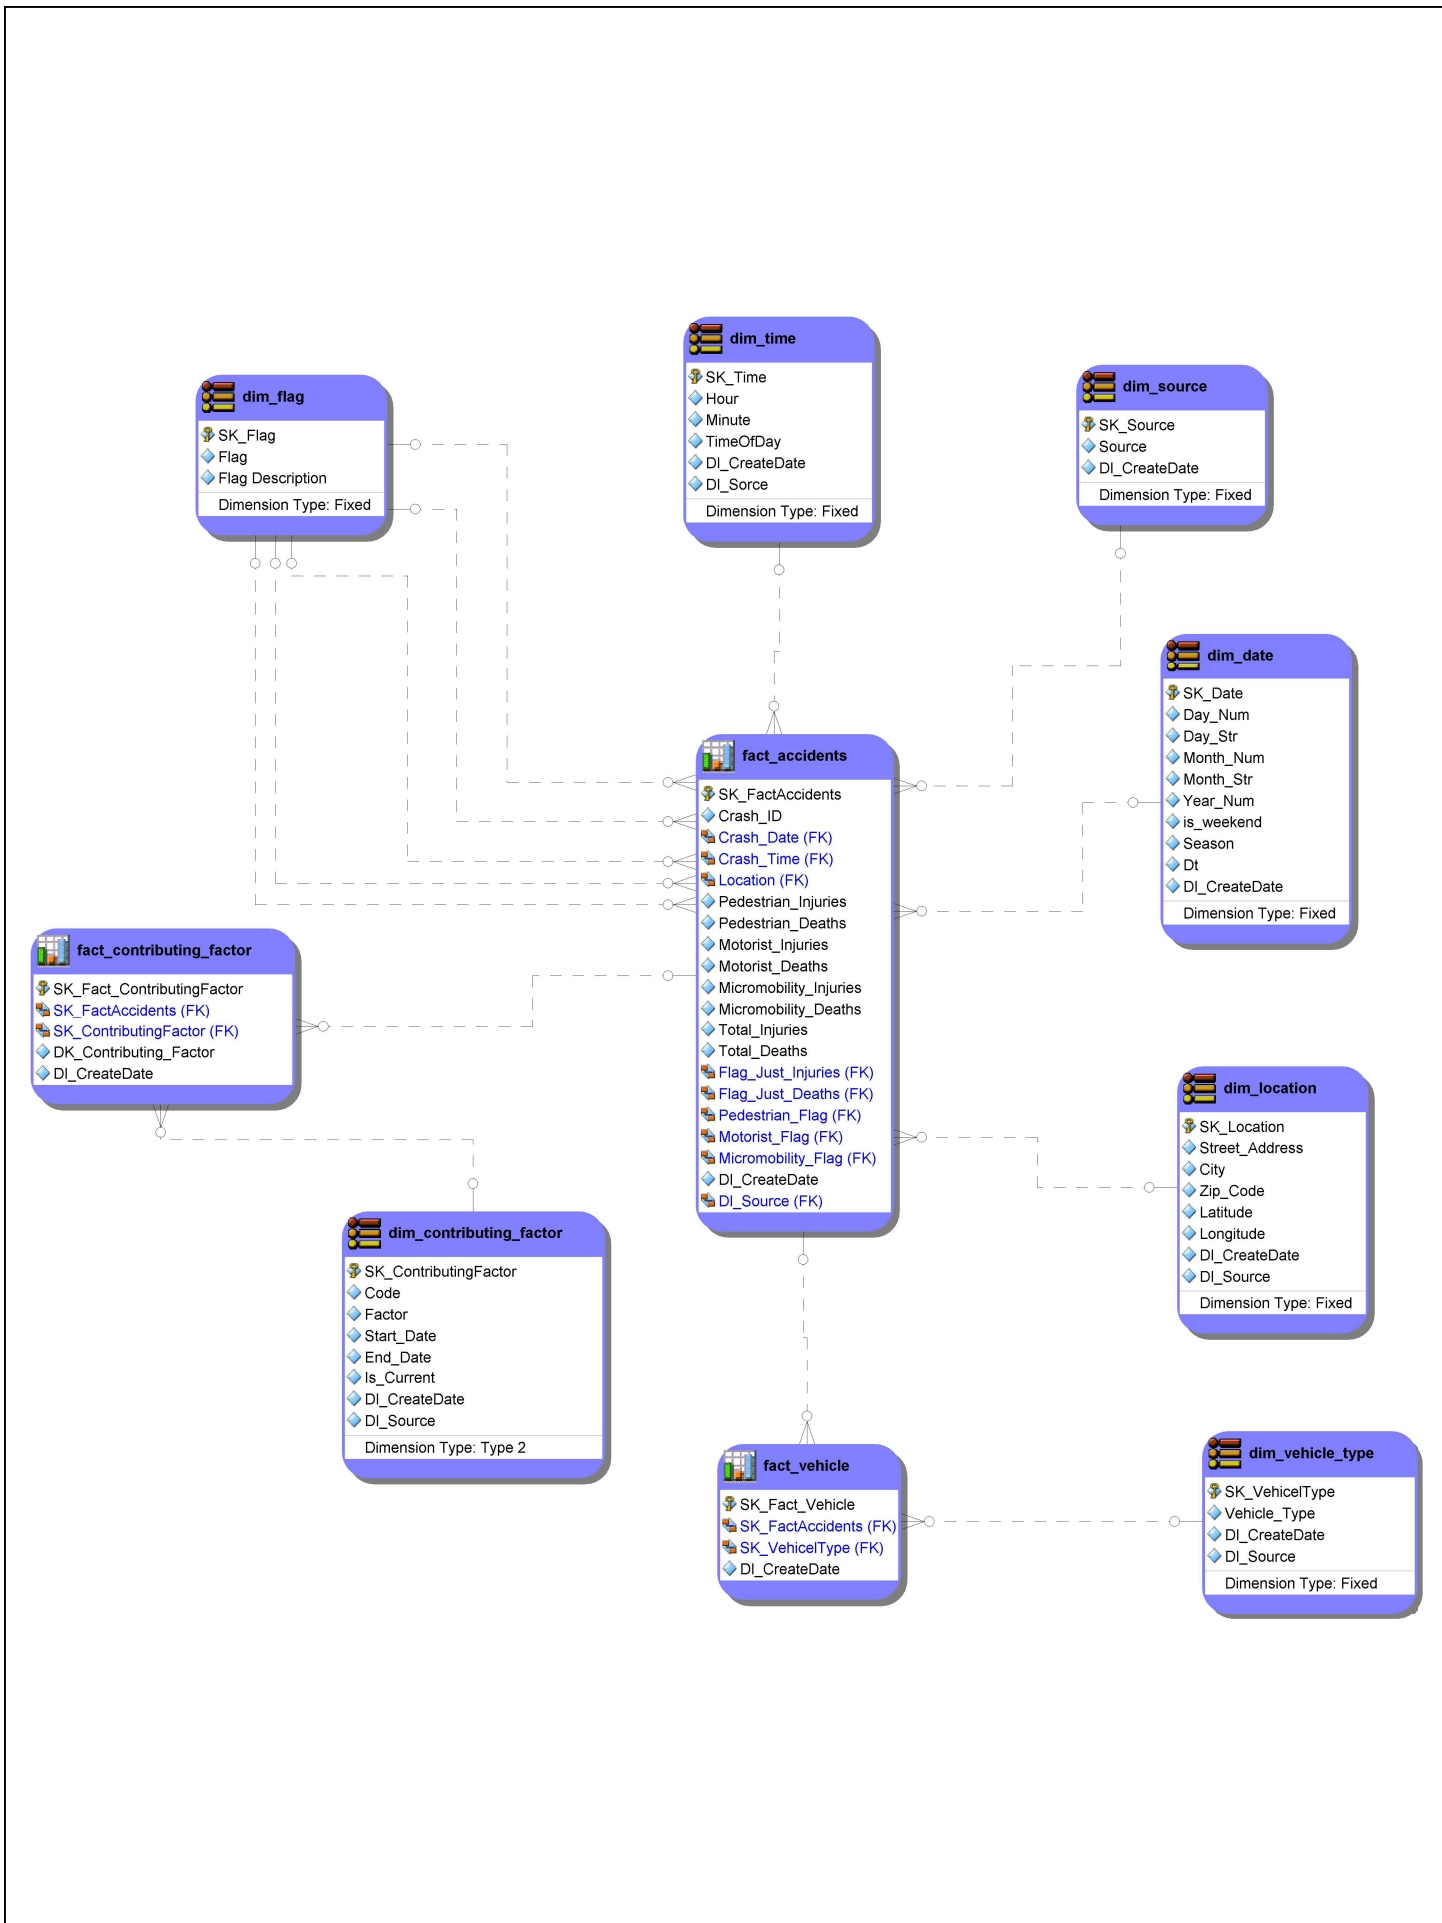 dim_time
SK_Time
Hour
Minute
TimeOfDay
DI_CreateDate
DI_Sorce
Dimension Type: Fixed
dim_flag
SK_Flag
Flag
Flag Description
Dimension Type: Fixed
dim_source
SK_Source
Source
DI_CreateDate
Dimension Type: Fixed
dim_date
SK_Date
Day_Num
Day_Str
Month_Num
Month_Str
Year_Num
is_weekend
Season
Dt
DI_CreateDate
Dimension Type: Fixed
fact_accidents
SK_FactAccidents
Crash_ID
Crash_Date (FK)
Crash_Time (FK)
Location (FK)
Pedestrian_Injuries
Pedestrian_Deaths
Motorist_Injuries
Motorist_Deaths
Micromobility_Injuries
Micromobility_Deaths
Total_Injuries
Total_Deaths
Flag_Just_Injuries (FK)
Flag_Just_Deaths (FK)
Pedestrian_Flag (FK)
Motorist_Flag (FK)
Micromobility_Flag (FK)
DI_CreateDate
DI_Source (FK)
fact_contributing_factor
SK_Fact_ContributingFactor
SK_FactAccidents (FK)
SK_ContributingFactor (FK)
DK_Contributing_Factor
DI_CreateDate
dim_location
SK_Location
Street_Address
City
Zip_Code
Latitude
Longitude
DI_CreateDate
DI_Source
Dimension Type: Fixed
dim_contributing_factor
SK_ContributingFactor
Code
Factor
Start_Date
End_Date
Is_Current
DI_CreateDate
DI_Source
Dimension Type: Type 2
fact_vehicle
SK_Fact_Vehicle
SK_FactAccidents (FK)
SK_VehicelType (FK)
DI_CreateDate
dim_vehicle_type
SK_VehicelType
Vehicle_Type
DI_CreateDate
DI_Source
Dimension Type: Fixed